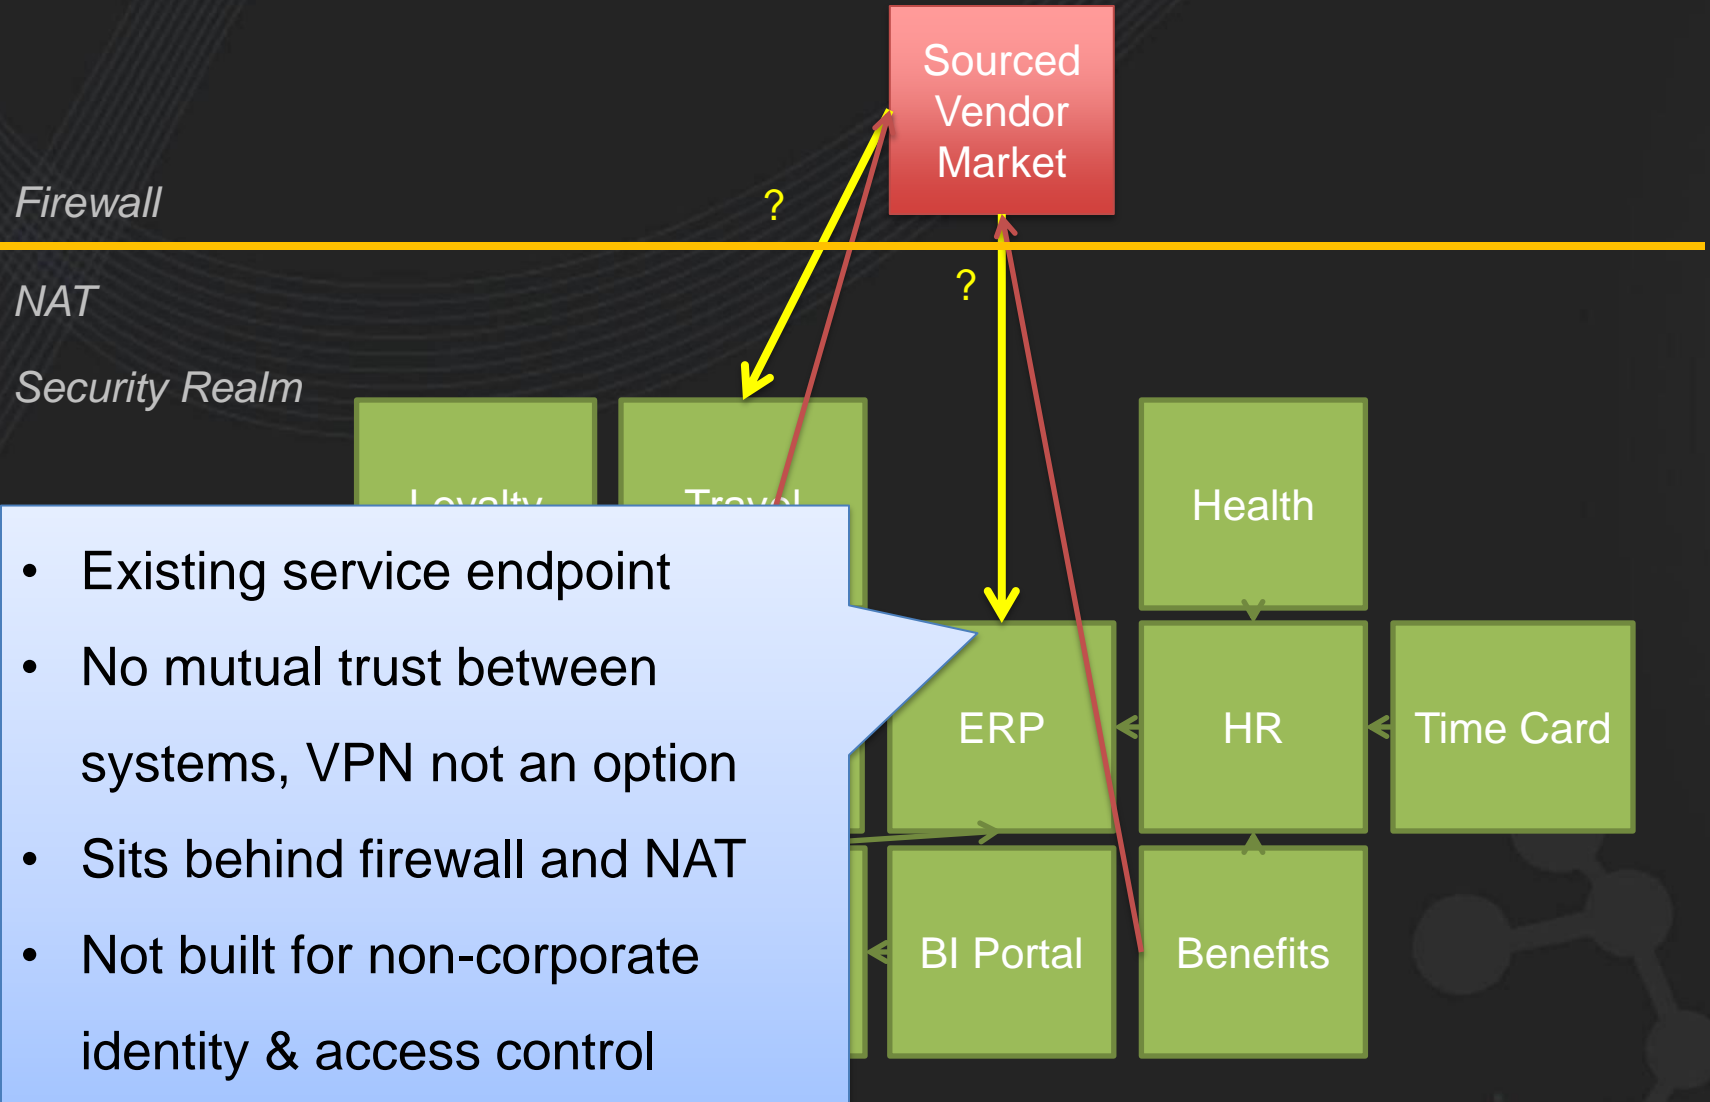 Sourced
Vendor
Market
Firewall
?
?
NAT
Security Realm
Loyalty
Travel
Health
• Existing service endpoint
• No mutual trust between
systems, VPN not an option
• Sits behind firewall and NAT
• Not built for non-corporate
identity & access control
ERP
HR
Time Card
BI Portal
Benefits